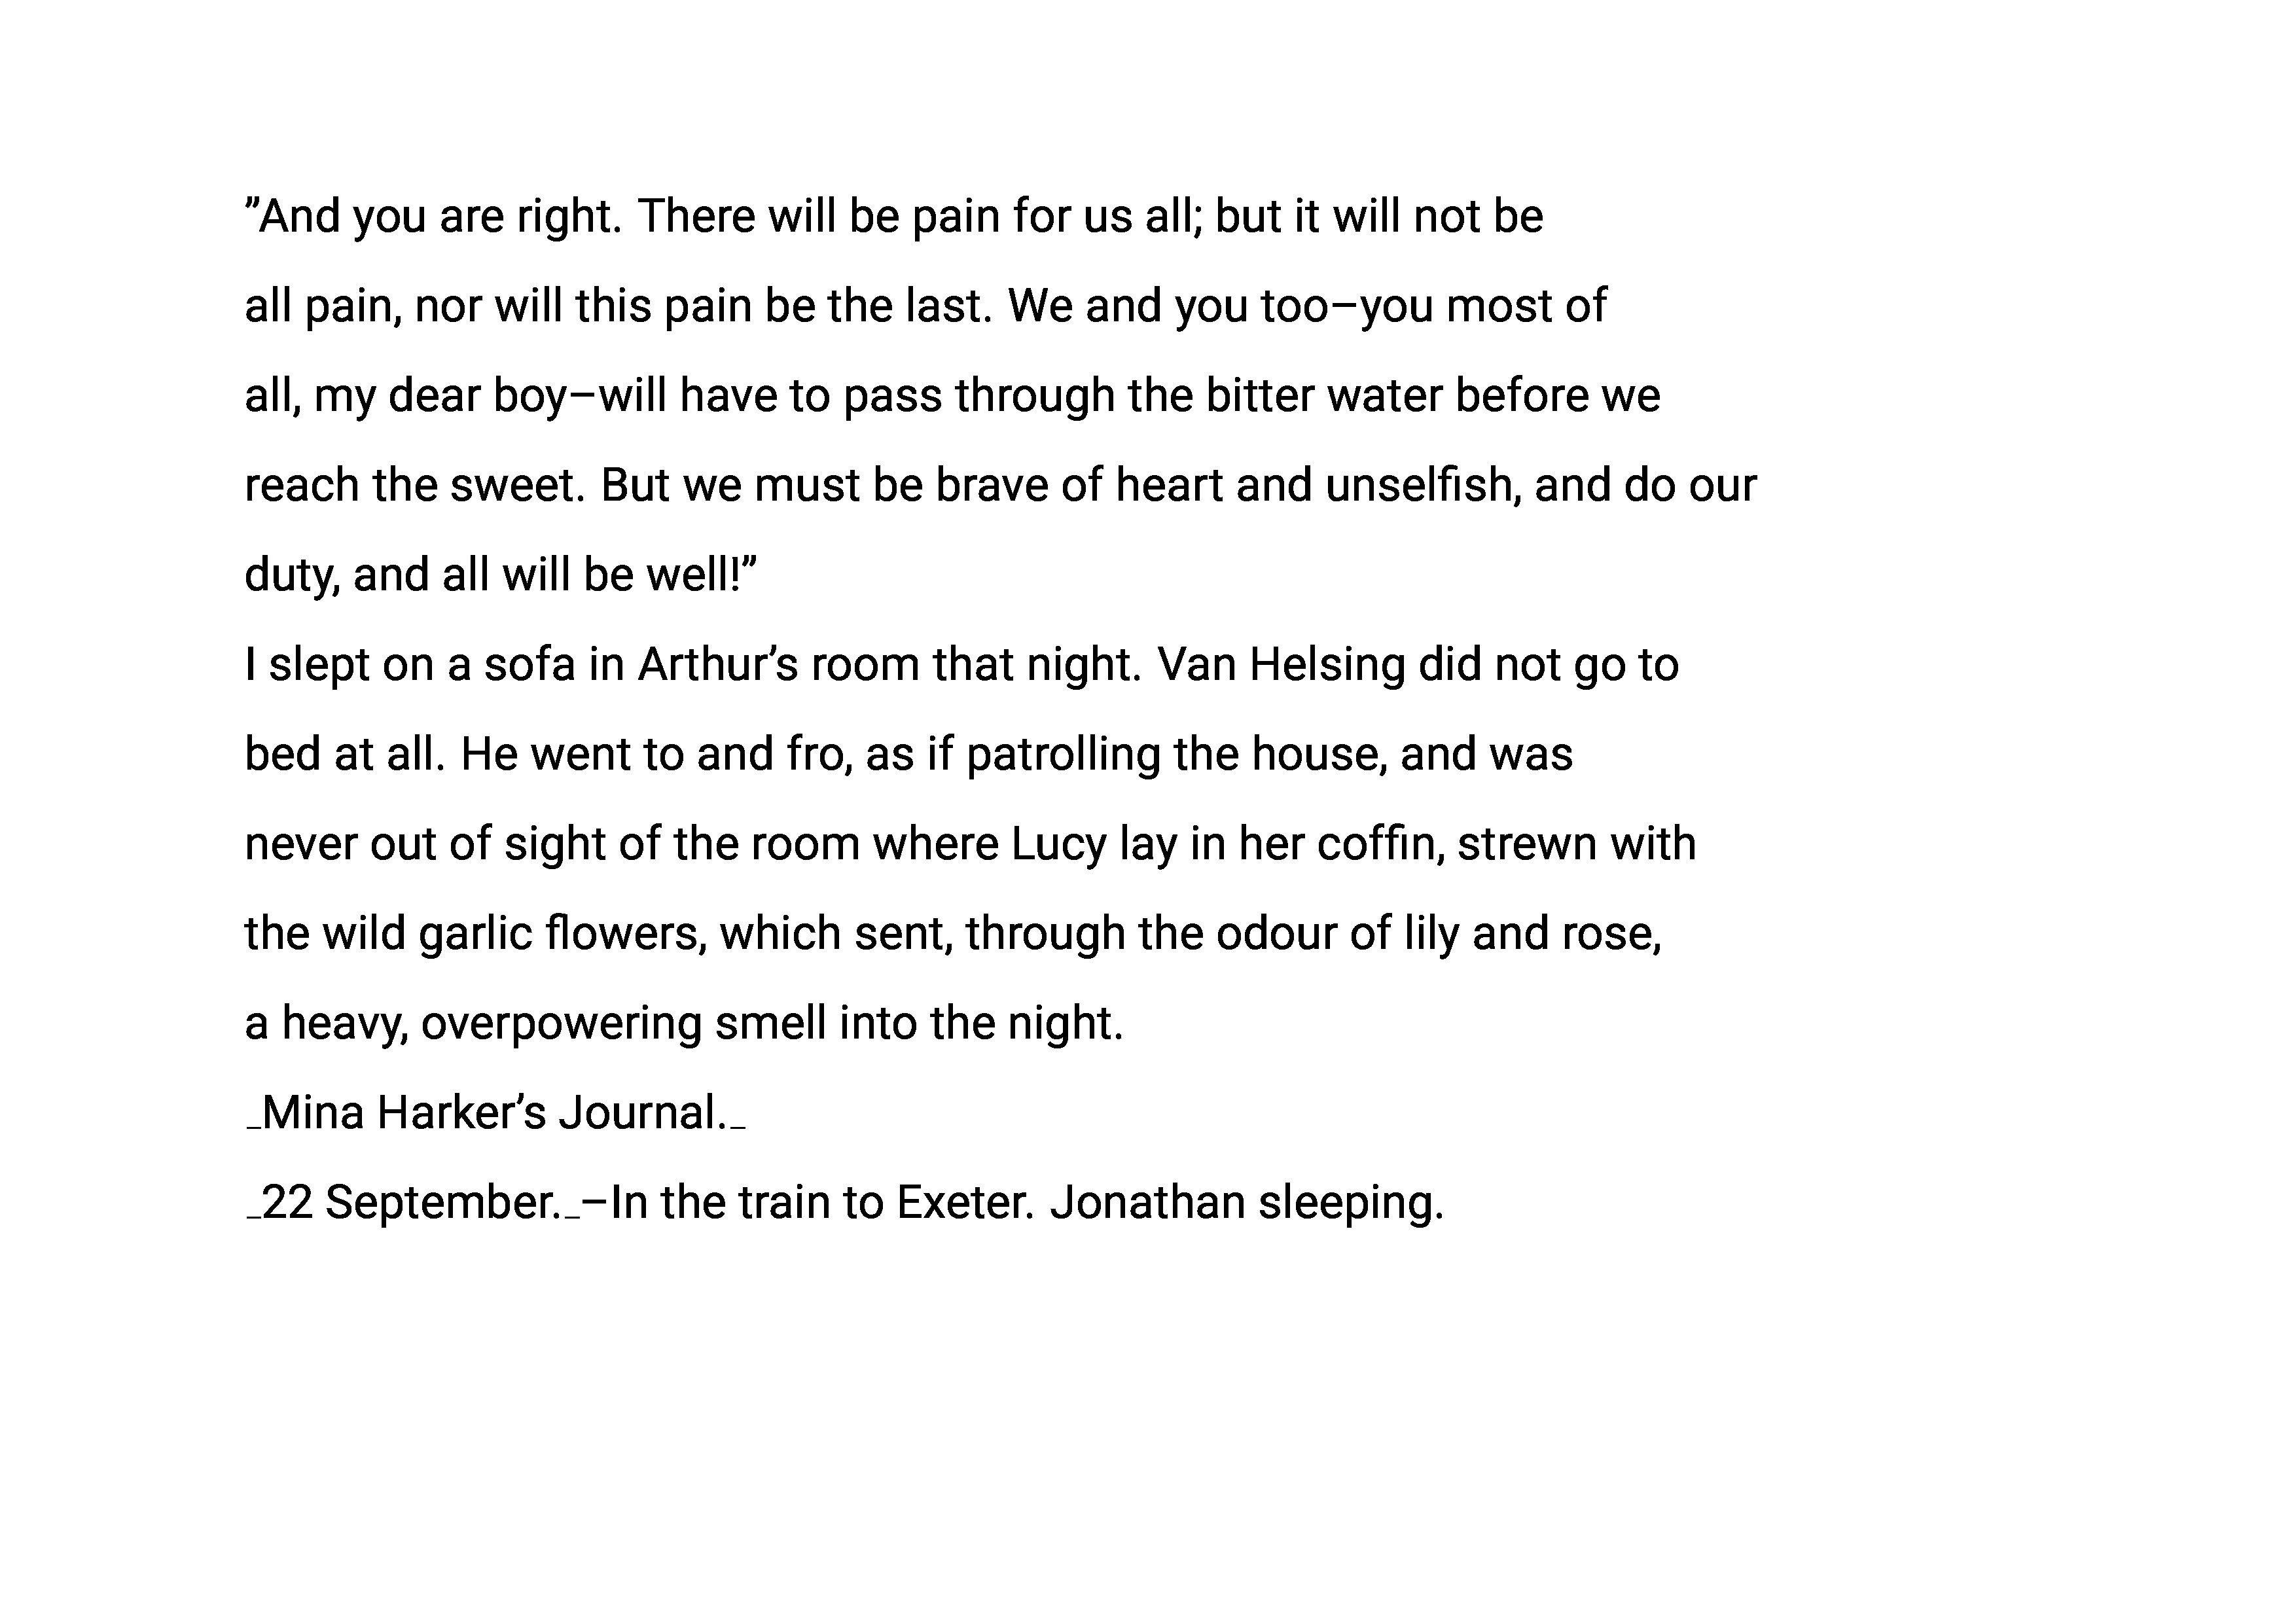 ”And you are right. There will be pain for us all; but it will not be
all pain, nor will this pain be the last. We and you too–you most of
all, my dear boy–will have to pass through the bitter water before we
reach the sweet. But we must be brave of heart and unselfish, and do our
duty, and all will be well!”
I slept on a sofa in Arthur’s room that night. Van Helsing did not go to
bed at all. He went to and fro, as if patrolling the house, and was
never out of sight of the room where Lucy lay in her coffin, strewn with
the wild garlic flowers, which sent, through the odour of lily and rose,
a heavy, overpowering smell into the night.
_Mina Harker’s Journal._
_22 September._–In the train to Exeter. Jonathan sleeping.